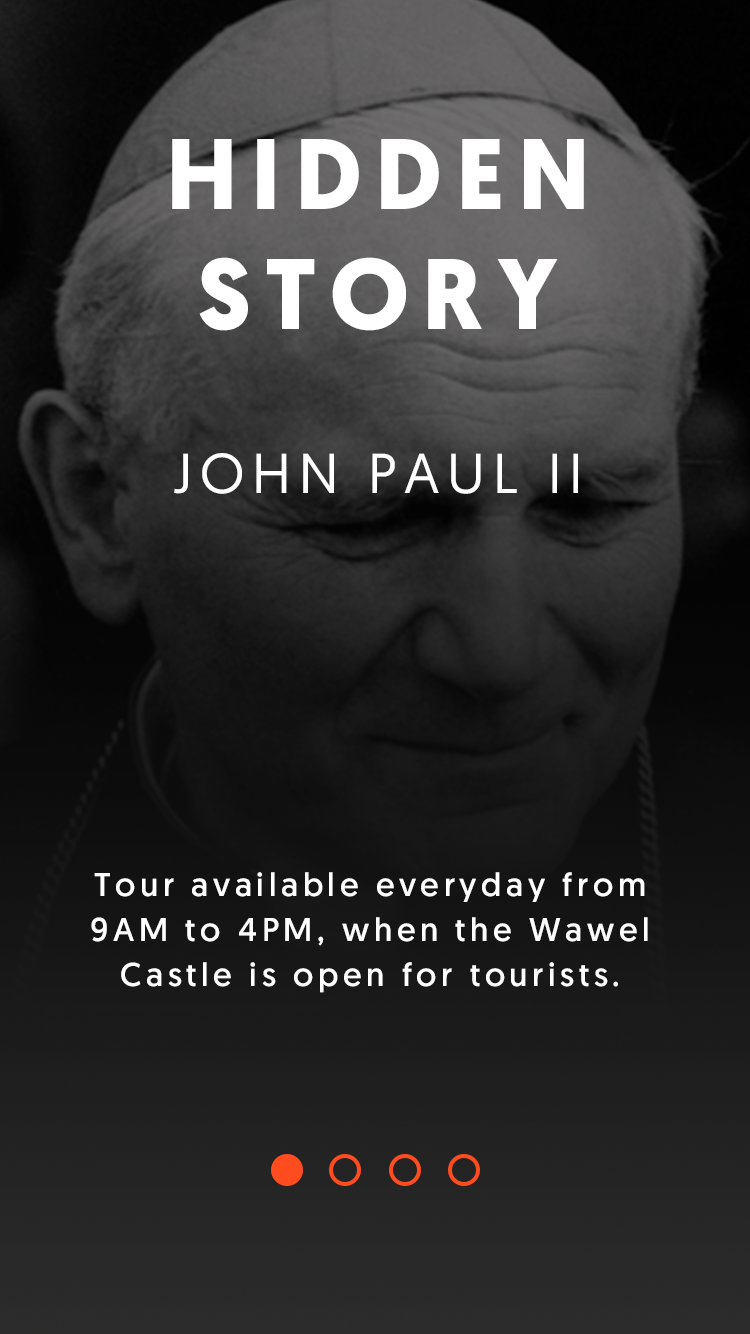 HIDDEN
STORY
JOHN PAUL II
Tour available everyday from
9AM to 4PM, when the Wawel
Castle is open for tourists.